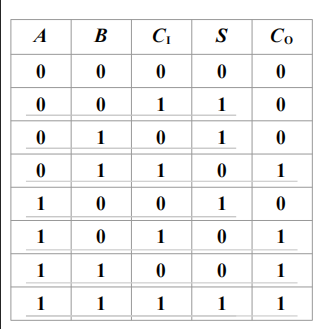 A B CI S CO
0 0 0 0 0
0 0 1 1 0
0 1 0 1 0
0 1 1 0 1
1 0 0 1 0
1 0 1 0 1
1 1 0 0 1
1 1 1 1 1